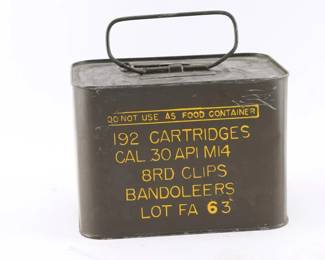 DO NOT USE AS FOOD CONTAINER
192 CARTRIDGES
CAL 30 API M14
8RD CLIPS
BANDOLEERS
LOT FA 63